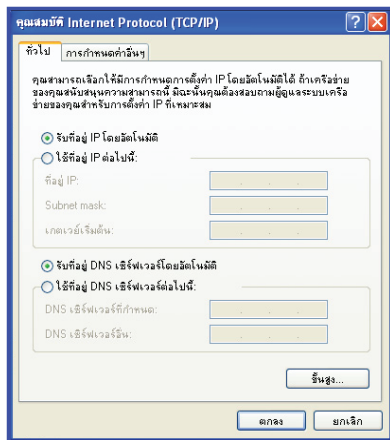 คุณสมบัติ Internet Protocol (TCP/IP)
ทั่วไป
การกำหนดค่าอื่นๆ
คุณสามารถเลือกให้มีการกำหนดการตั้งค่า IP โดยอัตโนมัติได้ ถ้าเครือข่าย
ของคุณสนับสนุนความสามารถนี้ มิฉะนั้นคุณต้องสอบถามผู้ดูแลระบบเครือ
ข่ายของคุณสำหรับการตั้งค่า IP ที่เหมาะสม
รับที่อยู่ IP โดยอัตโนมัติ
ใช้ที่อยู่ IP ต่อไปนี้:
ที่อยู่ IP:
Subnet mask:
เกตเวย์เริ่มต้น:
รับที่อยู่ DNS เซิร์ฟเวอร์โดยอัตโนมัติ
ใช้ที่อยู่ DNS เซิร์ฟเวอร์ต่อไปนี้:
DNS เซิร์ฟเวอร์ที่กำหนด:
DNS เซิร์ฟเวอร์อื่น:
ขั้นสูง...
ตกลง
ยกเลิก